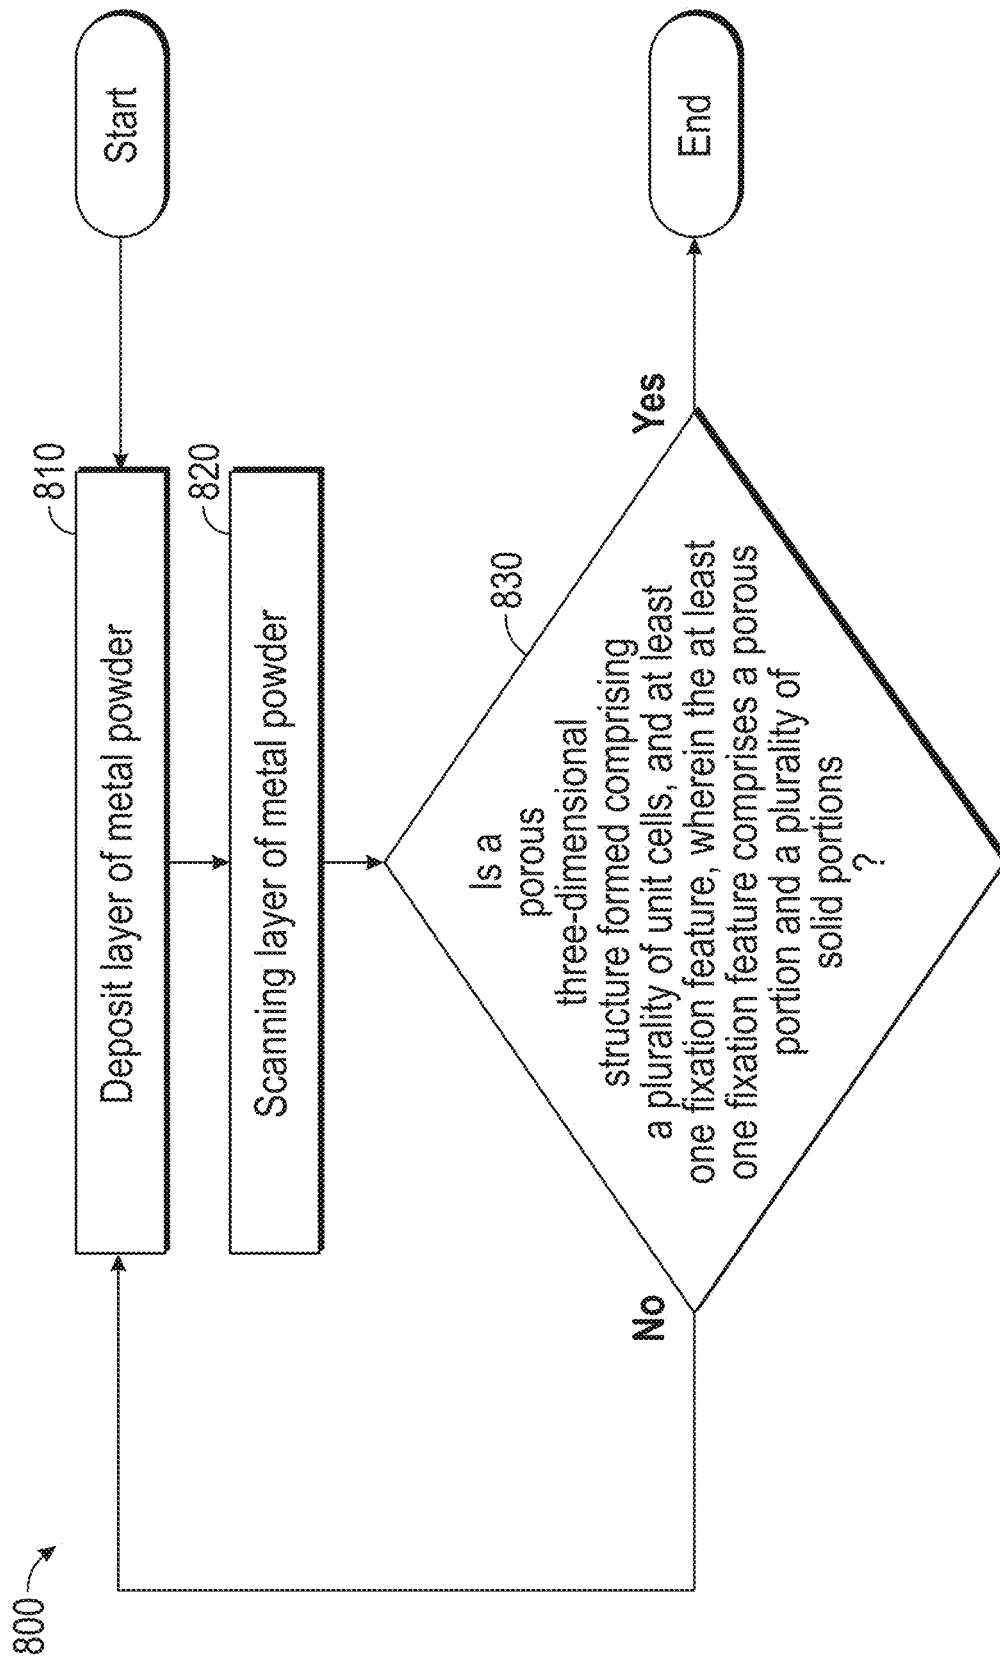 800
Start
810
Deposit layer of metal powder
820
Scanning layer of metal powder
830
Is a
porous
three-dimensional
structure formed comprising
a plurality of unit cells, and at least
one fixation feature, wherein the at least
one fixation feature comprises a porous
portion and a plurality of
solid portions
?
No
Yes
End